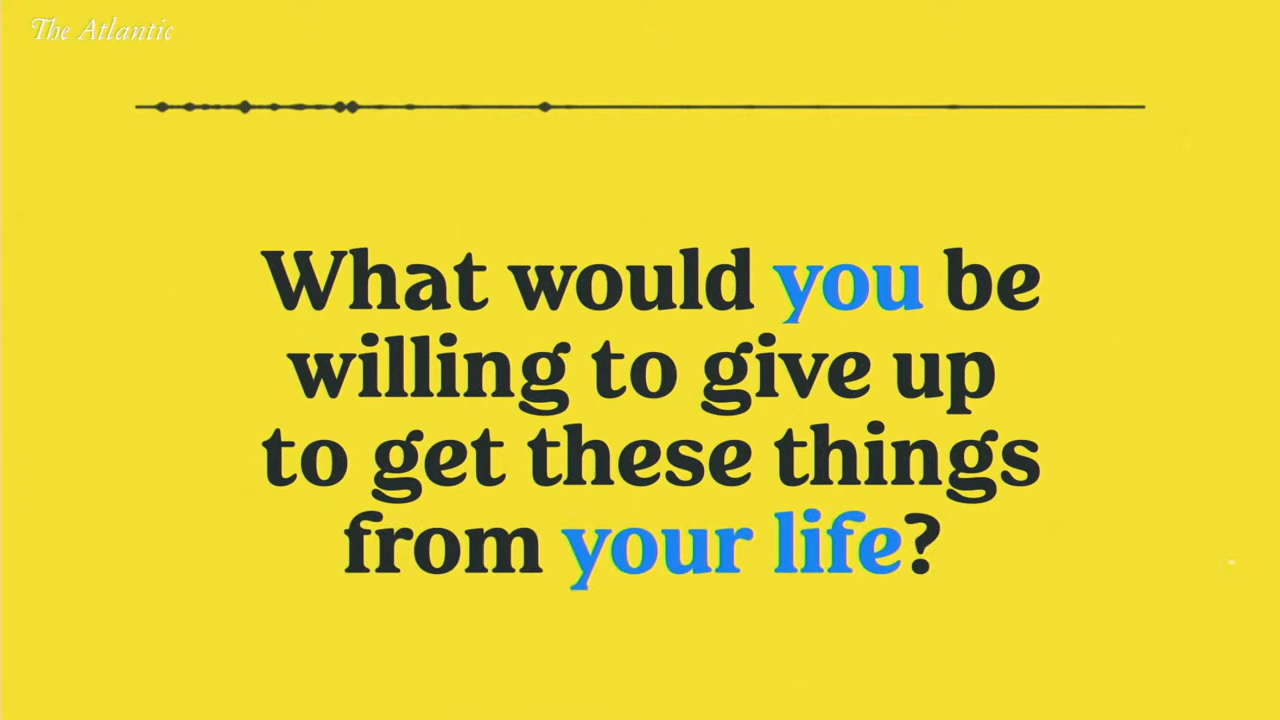 The Atlantic
What would you be
willing to give up
to get these things
from your life?